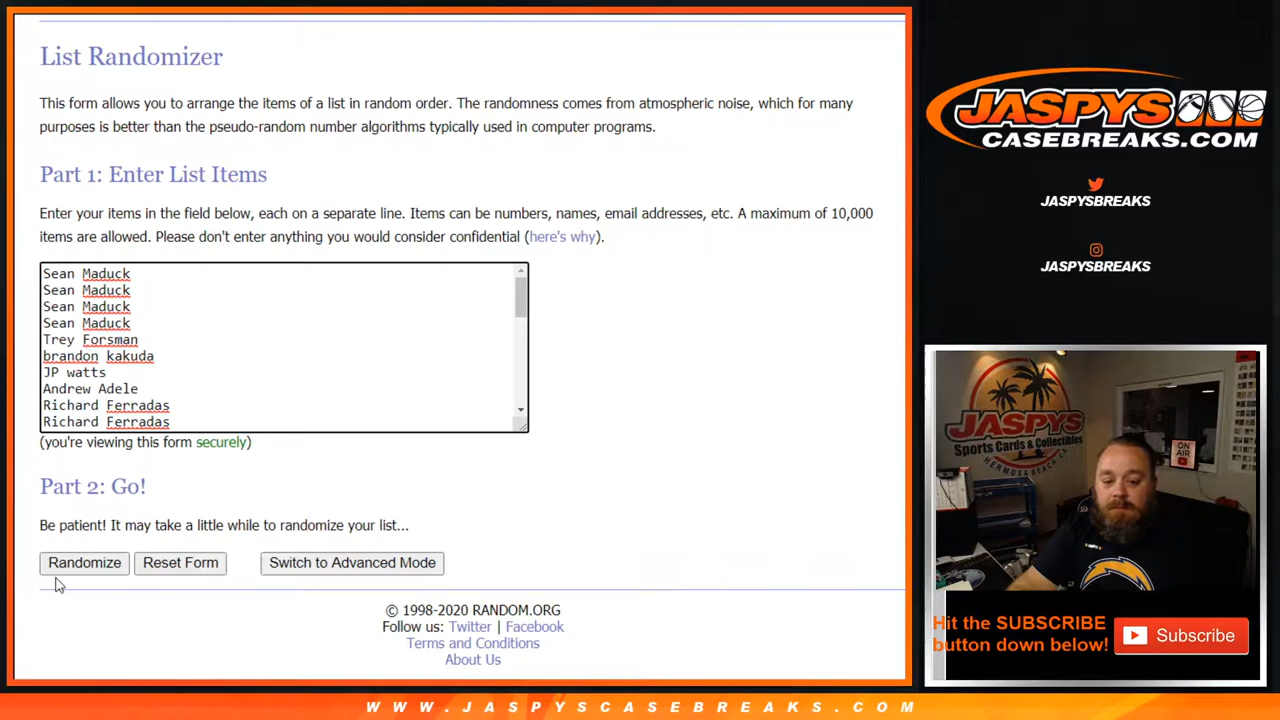 List Randomizer
This form allows you to arrange the items of a list in random order. The randomness comes from atmospheric noise, which for many
purposes is better than the pseudo-random number algorithms typically used in computer programs.
Part 1: Enter List Items
Enter your items in the field below, each on a separate line. Items can be numbers, names, email addresses, etc. A maximum of 10,000
items are allowed. Please don't enter anything you would consider confidential (here's why).
Sean Maduck
Sean Maduck
Sean Maduck
Sean Maduck
Trey Forsman
brandon kakuda
JP watts
Andrew Adele
Richard Ferradas
Richard Ferradas
(you're viewing this form securely)
Part 2: Go!
Be patient! It may take a little while to randomize your list...
Randomize
Reset Form
Switch to Advanced Mode
© 1998-2020 RANDOM.ORG
Follow us: Twitter | Facebook
Terms and Conditions
About Us
JASPYS
CASEBREAKS.COM
JASPYSBREAKS
JASPYSBREAKS
JASPYS
Sports Cards & Collectibles
HERMOSA BEACH CA
ON
AIR
Hit the SUBSCRIBE
button down below!
Subscribe
WWW.JASPYSCASEBREAKS.COM